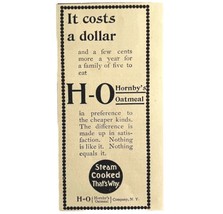 It costs
a dollar
and a few cents
more a year for
a family of five to
eat
H-O Hornby's
Oatmeal
in preference to
the cheaper kinds.
The difference is
made up in satis-
faction. Nothing
is like it. Nothing
equals it.
Steam
Cooked
That's Why
H-O Hornby's
Oatmeal Company, N. Y.